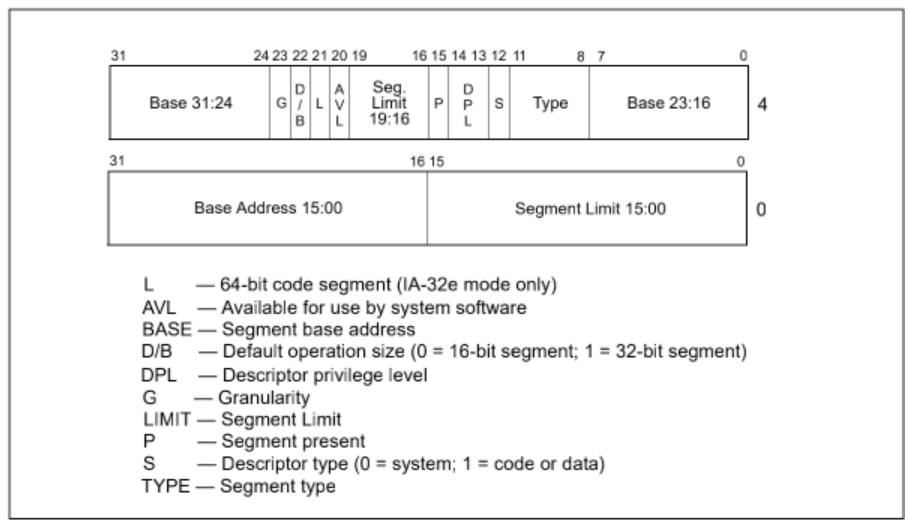 31 24 23 22 21 20 19 16 15 14 13 12 11 8 7 0
Base 31:24 G D/B L AVL Seg. Limit 19:16 P DPL S Type Base 23:16 4
31 16 15 0
Base Address 15:00 Segment Limit 15:00 0
L — 64-bit code segment (IA-32e mode only)
AVL — Available for use by system software
BASE — Segment base address
D/B — Default operation size (0 = 16-bit segment; 1 = 32-bit segment)
DPL — Descriptor privilege level
G — Granularity
LIMIT — Segment Limit
P — Segment present
S — Descriptor type (0 = system; 1 = code or data)
TYPE — Segment type